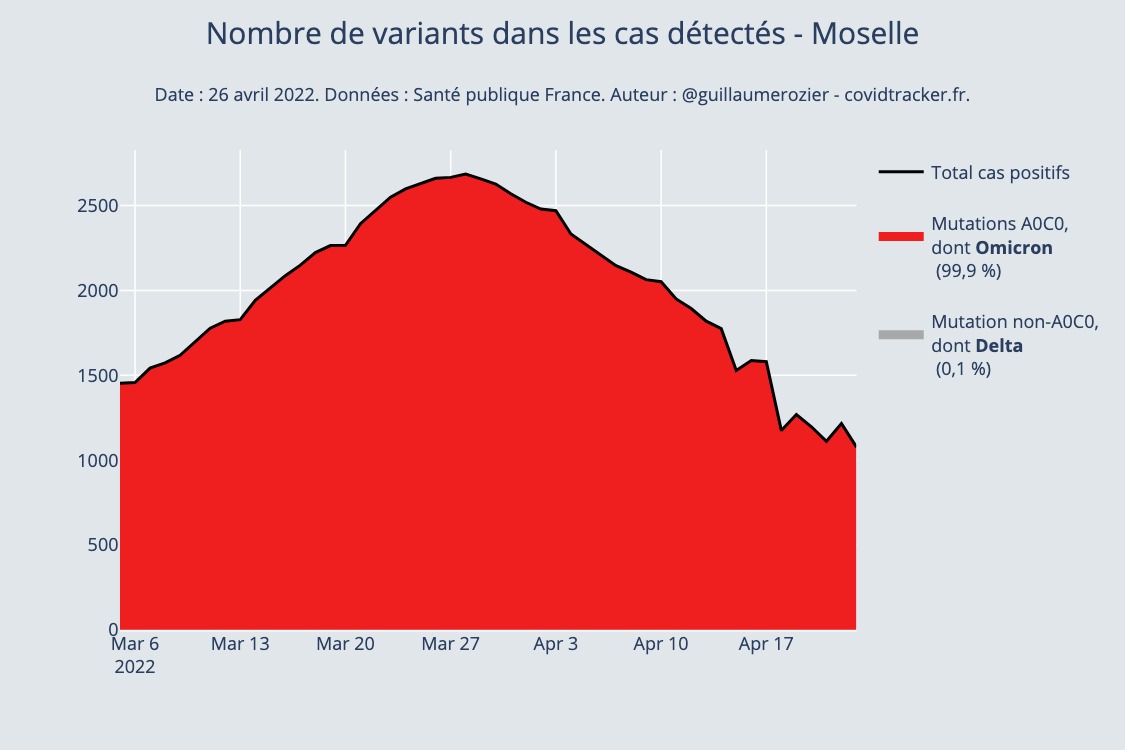 Nombre de variants dans les cas détectés - Moselle
Date : 26 avril 2022. Données : Santé publique France. Auteur : @guillaumerozier - covidtracker.fr.
Total cas positifs
Mutations A0C0,
dont Omicron
(99,9 %)
Mutation non-A0C0,
dont Delta
(0,1 %)
2500
2000
1500
1000
500
0
Mar 6 Mar 13 Mar 20 Mar 27 Apr 3 Apr 10 Apr 17
2022